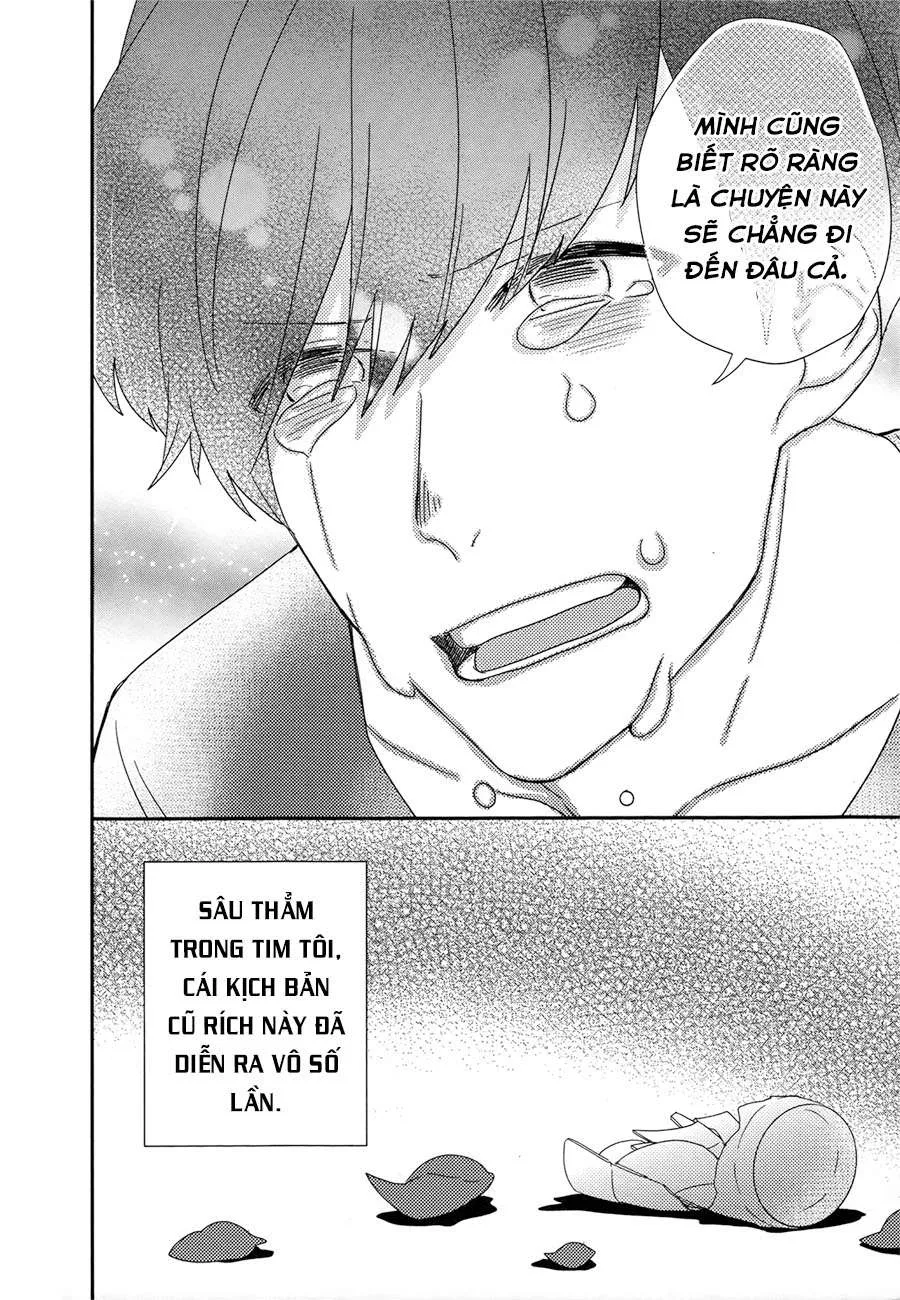 MÌNH CŨNG
BIẾT RÕ RÀNG
LÀ CHUYỆN NÀY
SẼ CHẲNG ĐI
ĐẾN ĐÂU CẢ.
SÂU THẲM
TRONG TIM TÔI,
CÁI KỊCH BẢN
CŨ RÍCH NÀY ĐÃ
DIỄN RA VÔ SỐ
LẦN.